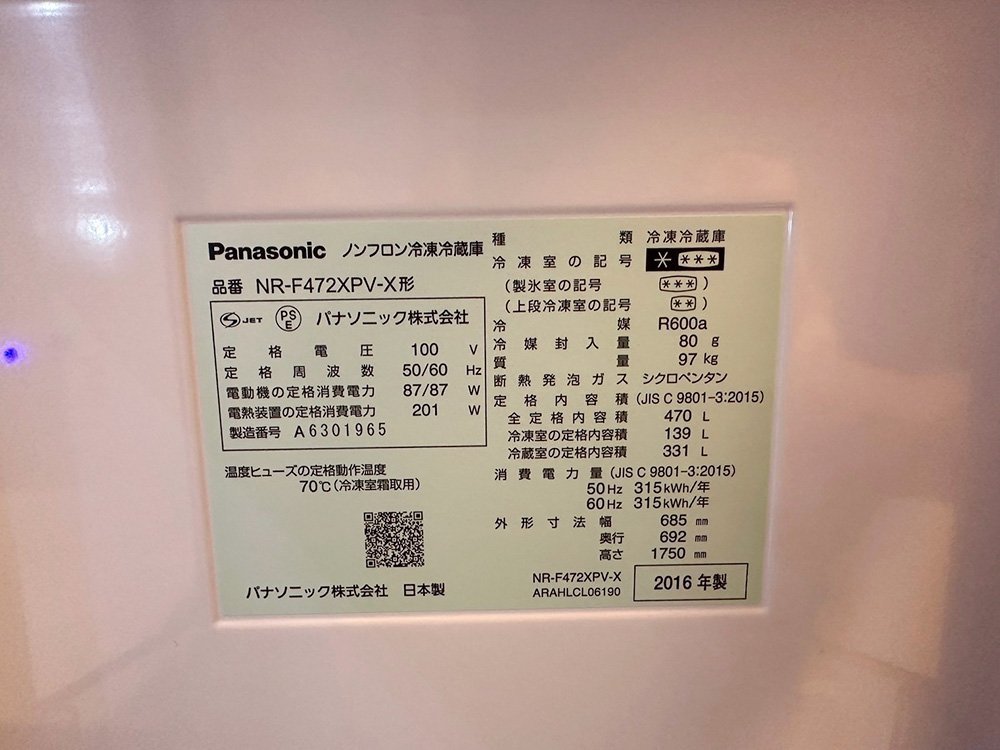 Panasonic ノンフロン冷凍冷蔵庫
品番 NR-F472XPV-X形
JET PSE パナソニック株式会社
定格電圧 100 V
定格周波数 50/60 Hz
電動機の定格消費電力 87/87 W
電熱装置の定格消費電力 201 W
製造番号 A6301965
温度ヒューズの定格動作温度
70℃(冷凍室霜取用)
パナソニック株式会社 日本製
種類 冷凍冷蔵庫
冷凍室の記号 * ***
(製氷室の記号 ***)
(上段冷凍室の記号 **)
冷媒 R600a
冷媒封入量 80 g
質量 97 kg
断熱発泡ガス シクロペンタン
定格内容積 (JIS C 9801-3:2015)
全定格内容積 470 L
冷凍室の定格内容積 139 L
冷蔵室の定格内容積 331 L
消費電力量 (JIS C 9801-3:2015)
50Hz 315kWh/年
60Hz 315kWh/年
外形寸法 幅 685 mm
奥行 692 mm
高さ 1750 mm
NR-F472XPV-X
ARAHLCL06190
2016年製